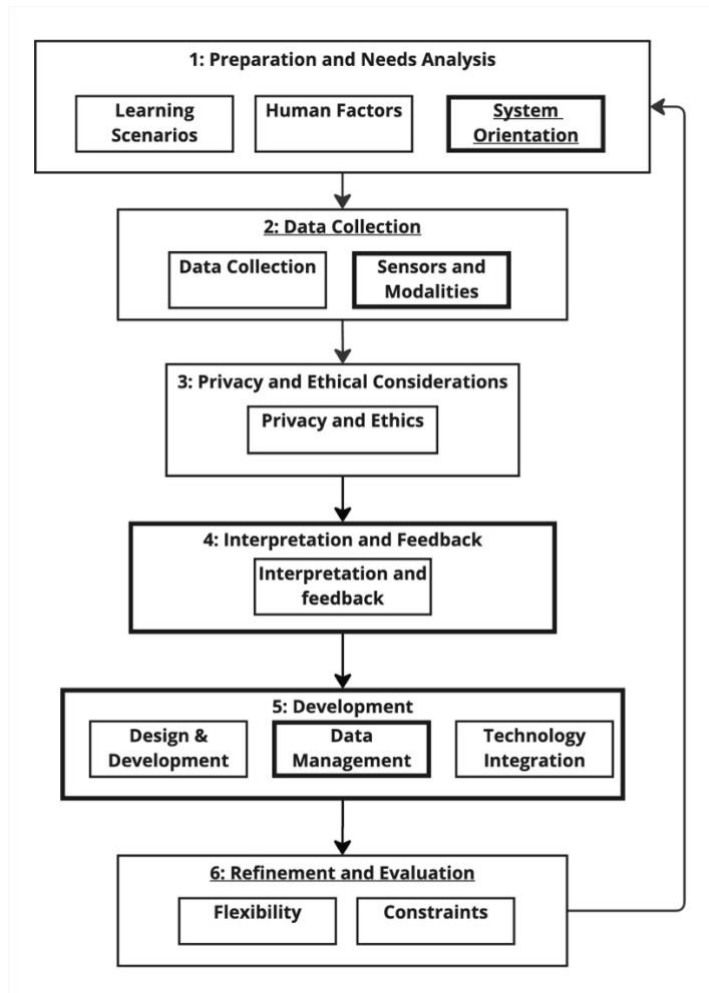 1: Preparation and Needs Analysis
Learning
Scenarios
Human Factors
System
Orientation
2: Data Collection
Data Collection
Sensors and
Modalities
3: Privacy and Ethical Considerations
Privacy and Ethics
4: Interpretation and Feedback
Interpretation and
feedback
5: Development
Design &
Development
Data
Management
Technology
Integration
6: Refinement and Evaluation
Flexibility
Constraints